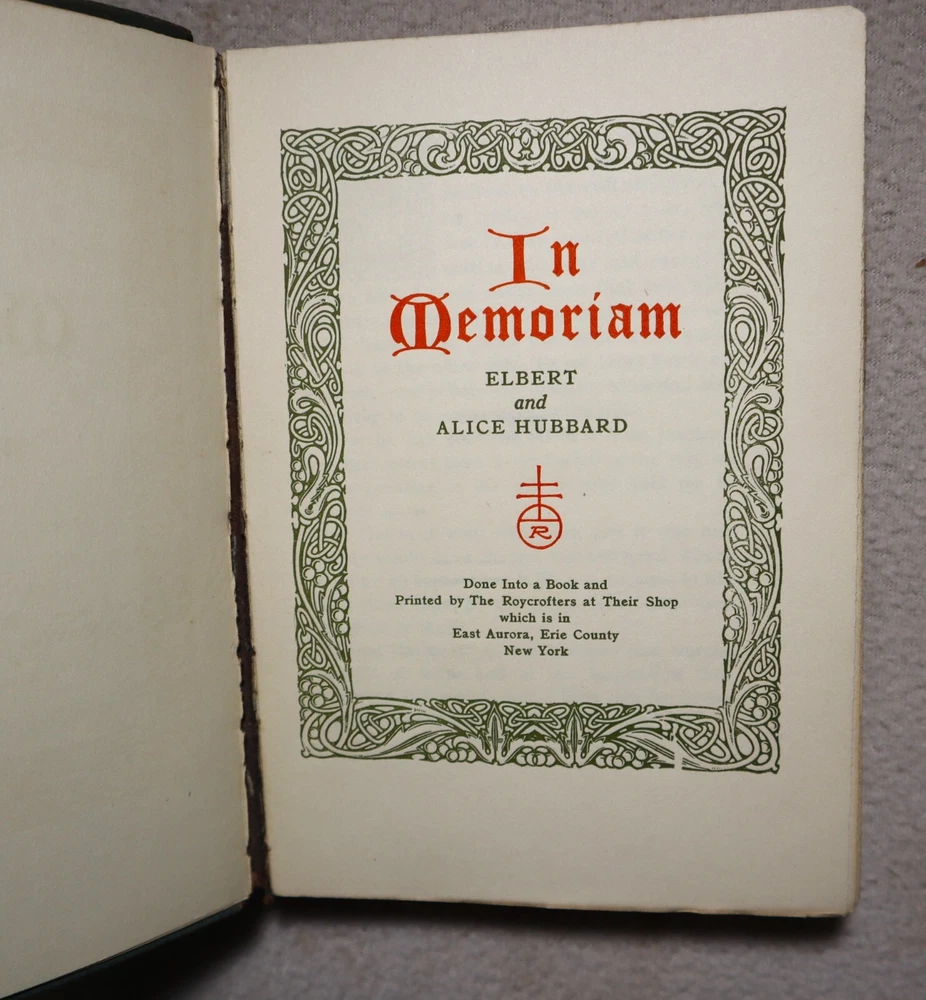 In
Memoriam
ELBERT
and
ALICE HUBBARD
R
Done Into a Book and
Printed by The Roycrofters at Their Shop
which is in
East Aurora, Erie County
New York